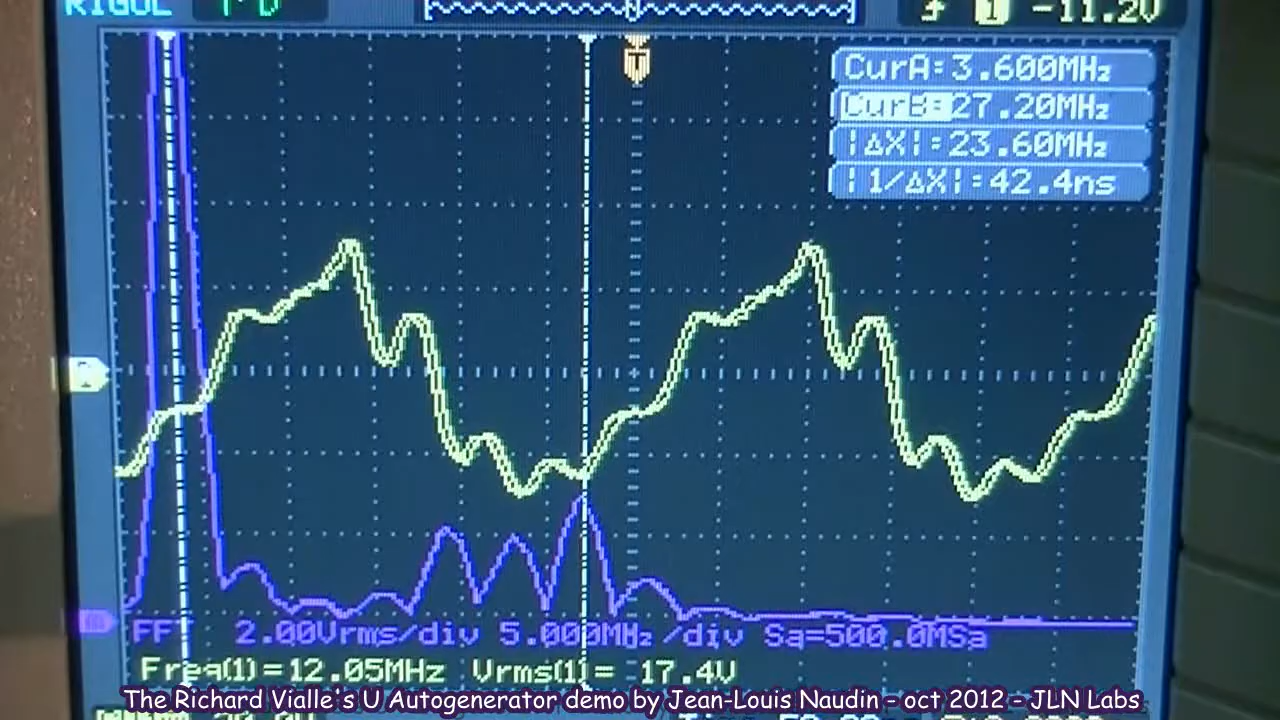 RIGOL T'D 1 -11.2V
CurA=3.600MHz
CurB=27.20MHz
|ΔX|=23.60MHz
|1/ΔX|=42.4ns
FFT 2.00Vrms/div 5.000MHz/div Sa=500.0MSa
Freq(1)=12.05MHz Vrms(1)= 17.4V
The Richard Vialle's U Autogenerator demo by Jean-Louis Naudin - oct 2012 - JLN Labs